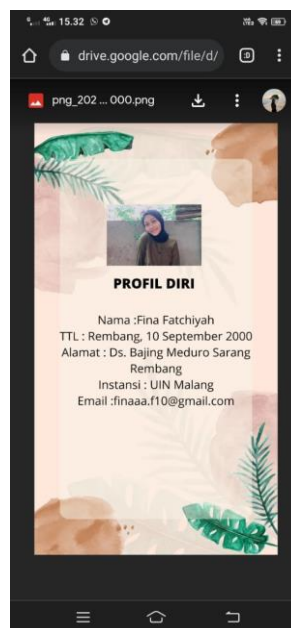 15.32
drive.google.com/file/d/
png_202 ... 000.png
PROFIL DIRI
Nama :Fina Fatchiyah
TTL : Rembang, 10 September 2000
Alamat : Ds. Bajing Meduro Sarang
Rembang
Instansi : UIN Malang
Email :finaaa.f10@gmail.com